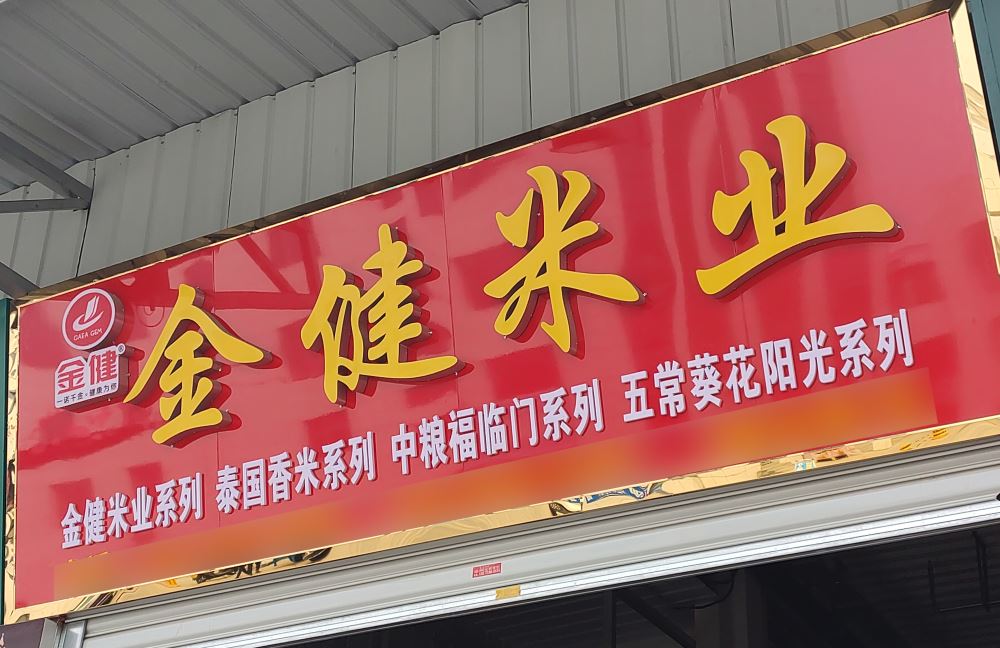 金健米业
GAEA GEM
金健®
一诺千金·健康为你
金健米业系列 泰国香米系列 中粮福临门系列 五常葵花阳光系列